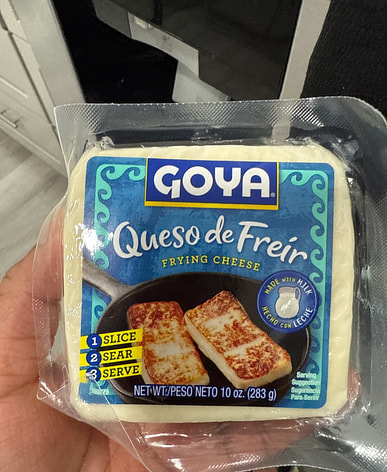 GOYA
Queso de Freír
FRYING CHEESE
MADE WITH MILK
HECHO CON LECHE
1 SLICE
2 SEAR
3 SERVE
NET WT./PESO NETO 10 oz. (283 g)
Serving
Suggestion
Sugerencia
Para Servir